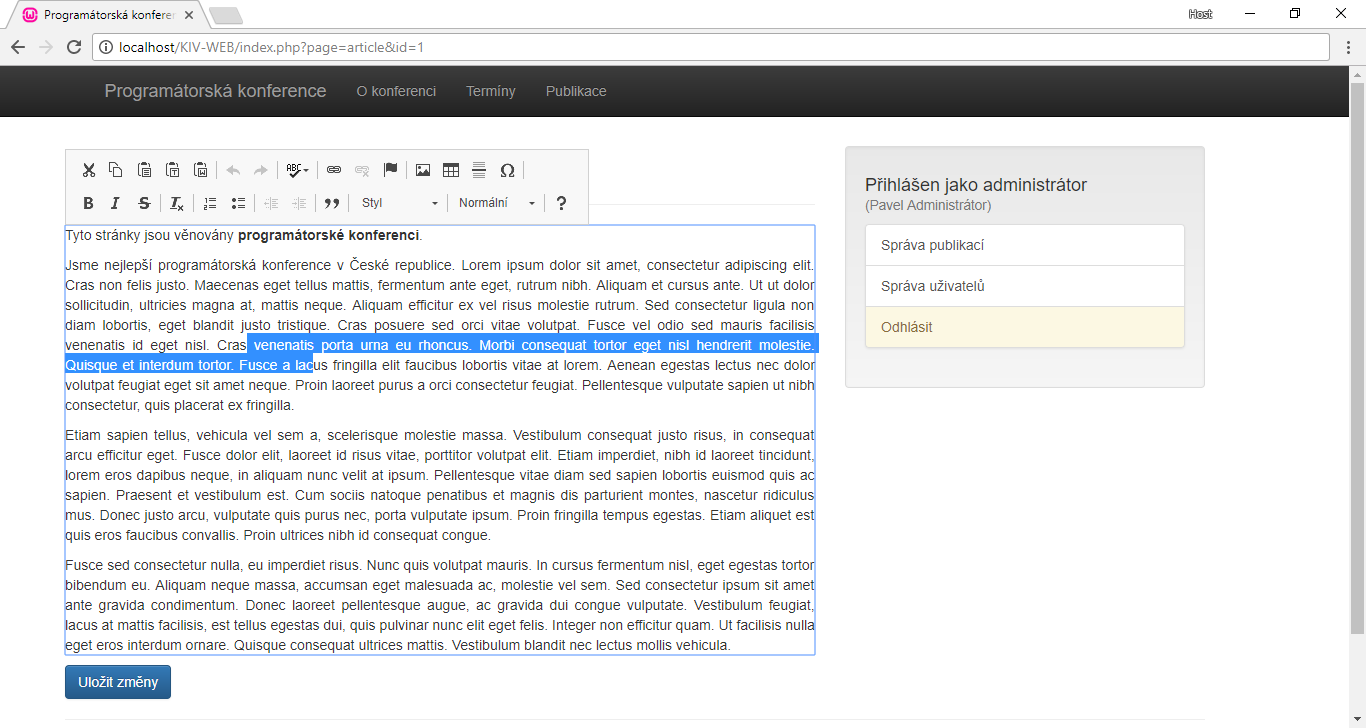 Programátorská konferen
Host
localhost/KIV-WEB/index.php?page=article&id=1
Programátorská konference O konferenci Termíny Publikace
ABC
Ω
B I S Tx Styl Normální ?
Tyto stránky jsou věnovány programátorské konferenci.
Jsme nejlepší programátorská konference v České republice. Lorem ipsum dolor sit amet, consectetur adipiscing elit.
Cras non felis justo. Maecenas eget tellus mattis, fermentum ante eget, rutrum nibh. Aliquam et cursus ante. Ut ut dolor
sollicitudin, ultricies magna at, mattis neque. Aliquam efficitur ex vel risus molestie rutrum. Sed consectetur ligula non
diam lobortis, eget blandit justo tristique. Cras posuere sed orci vitae volutpat. Fusce vel odio sed mauris facilisis
venenatis id eget nisl. Cras venenatis porta urna eu rhoncus. Morbi consequat tortor eget nisl hendrerit molestie.
Quisque et interdum tortor. Fusce a lacus fringilla elit faucibus lobortis vitae at lorem. Aenean egestas lectus nec dolor
volutpat feugiat eget sit amet neque. Proin laoreet purus a orci consectetur feugiat. Pellentesque vulputate sapien ut nibh
consectetur, quis placerat ex fringilla.
Etiam sapien tellus, vehicula vel sem a, scelerisque molestie massa. Vestibulum consequat justo risus, in consequat
arcu efficitur eget. Fusce dolor elit, laoreet id risus vitae, porttitor volutpat elit. Etiam imperdiet, nibh id laoreet tincidunt,
lorem eros dapibus neque, in aliquam nunc velit at ipsum. Pellentesque vitae diam sed sapien lobortis euismod quis ac
sapien. Praesent et vestibulum est. Cum sociis natoque penatibus et magnis dis parturient montes, nascetur ridiculus
mus. Donec justo arcu, vulputate quis purus nec, porta vulputate ipsum. Proin fringilla tempus egestas. Etiam aliquet est
quis eros faucibus convallis. Proin ultrices nibh id consequat congue.
Fusce sed consectetur nulla, eu imperdiet risus. Nunc quis volutpat mauris. In cursus fermentum nisl, eget egestas tortor
bibendum eu. Aliquam neque massa, accumsan eget malesuada ac, molestie vel sem. Sed consectetur ipsum sit amet
ante gravida condimentum. Donec laoreet pellentesque augue, ac gravida dui congue vulputate. Vestibulum feugiat,
lacus at mattis facilisis, est tellus egestas dui, quis pulvinar nunc elit eget felis. Integer non efficitur quam. Ut facilisis nulla
eget eros interdum ornare. Quisque consequat ultrices mattis. Vestibulum blandit nec lectus mollis vehicula.
Uložit změny
Přihlášen jako administrátor
(Pavel Administrátor)
Správa publikací
Správa uživatelů
Odhlásit